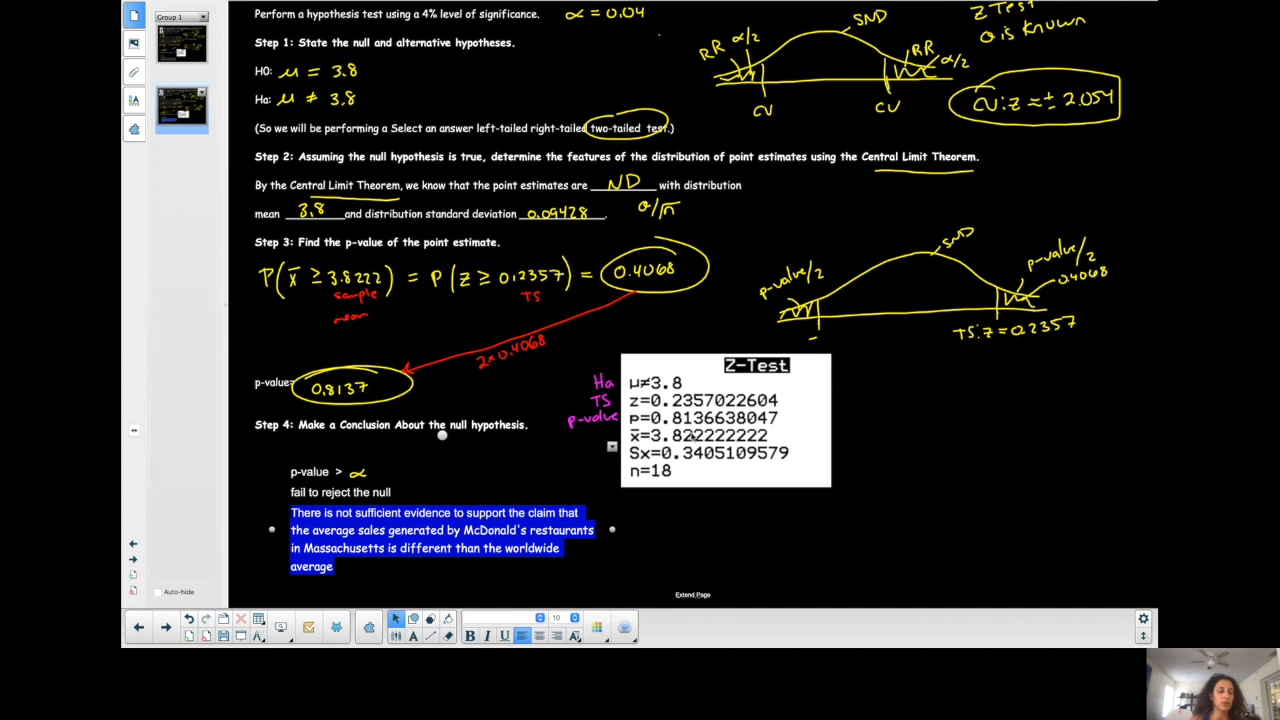 Group 1
Perform a hypothesis test using a 4% level of significance. α = 0.04
Z Test
σ is known
SND
RR α/2
RR α/2
CV
CV
CV: z ≈ ± 2.054
Step 1: State the null and alternative hypotheses.
H0: μ = 3.8
Ha: μ ≠ 3.8
(So we will be performing a Select an answer left-tailed right-tailed two-tailed test.)
Step 2: Assuming the null hypothesis is true, determine the features of the distribution of point estimates using the Central Limit Theorem.
By the Central Limit Theorem, we know that the point estimates are ND with distribution
mean 3.8 and distribution standard deviation 0.09428.
σ/√n
Step 3: Find the p-value of the point estimate.
P(x̄ ≥ 3.8222) = P(z ≥ 0.2357) = 0.4068
sample
mean
TS
2×0.4068
SND
p-value/2
p-value/2
0.4068
TS: z = 0.2357
p-value= 0.8137
Ha
TS
p-value
Z-Test
μ≠3.8
z=0.2357022604
p=0.8136638047
x̄=3.822222222
Sx=0.3405109579
n=18
Step 4: Make a Conclusion About the null hypothesis.
p-value > α
fail to reject the null
There is not sufficient evidence to support the claim that
the average sales generated by McDonald's restaurants
in Massachusetts is different than the worldwide
average
Auto-hide
Extend Page
10
B I U